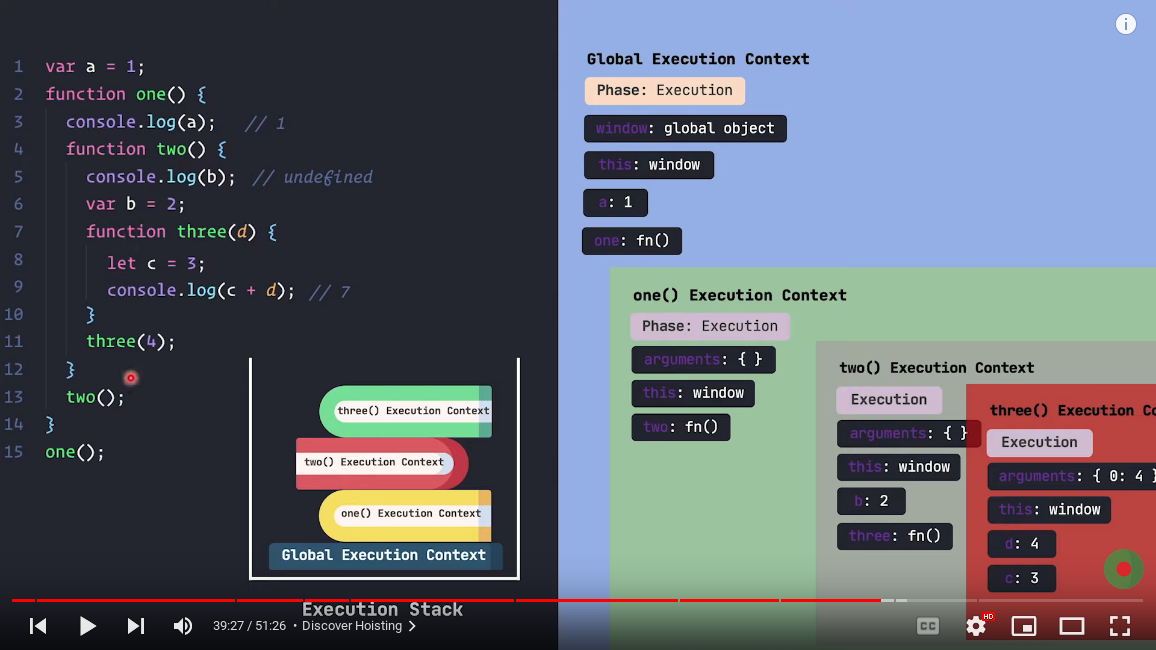 1 var a = 1;
2 function one() {
3 console.log(a); // 1
4 function two() {
5 console.log(b); // undefined
6 var b = 2;
7 function three(d) {
8 let c = 3;
9 console.log(c + d); // 7
10 }
11 three(4);
12 }
13 two();
14 }
15 one();
three() Execution Context
two() Execution Context
one() Execution Context
Global Execution Context
Execution Stack
Global Execution Context
Phase: Execution
window: global object
this: window
a: 1
one: fn()
one() Execution Context
Phase: Execution
arguments: { }
this: window
two: fn()
two() Execution Context
Execution
arguments: { }
this: window
b: 2
three: fn()
three() Execution Co
Execution
arguments: { 0: 4 }
this: window
d: 4
c: 3
i
39:27 / 51:26 • Discover Hoisting
CC
HD